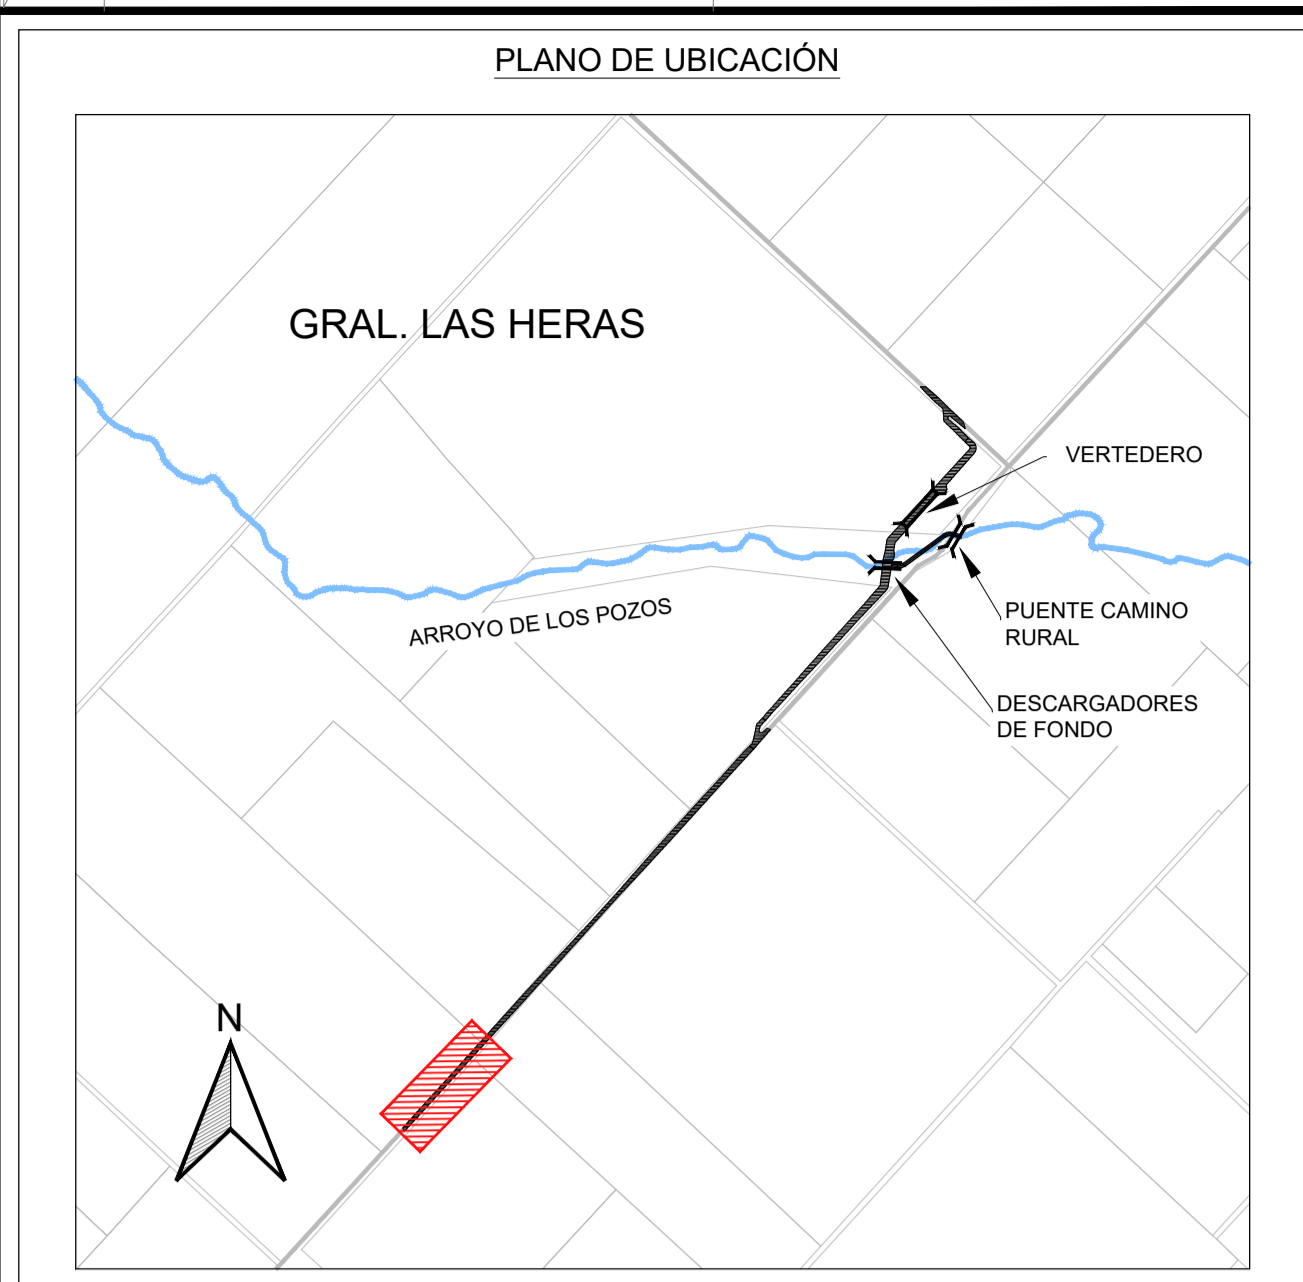 PLANO DE UBICACIÓN
GRAL. LAS HERAS
VERTEDERO
ARROYO DE LOS POZOS
PUENTE CAMINO
RURAL
DESCARGADORES
DE FONDO
N